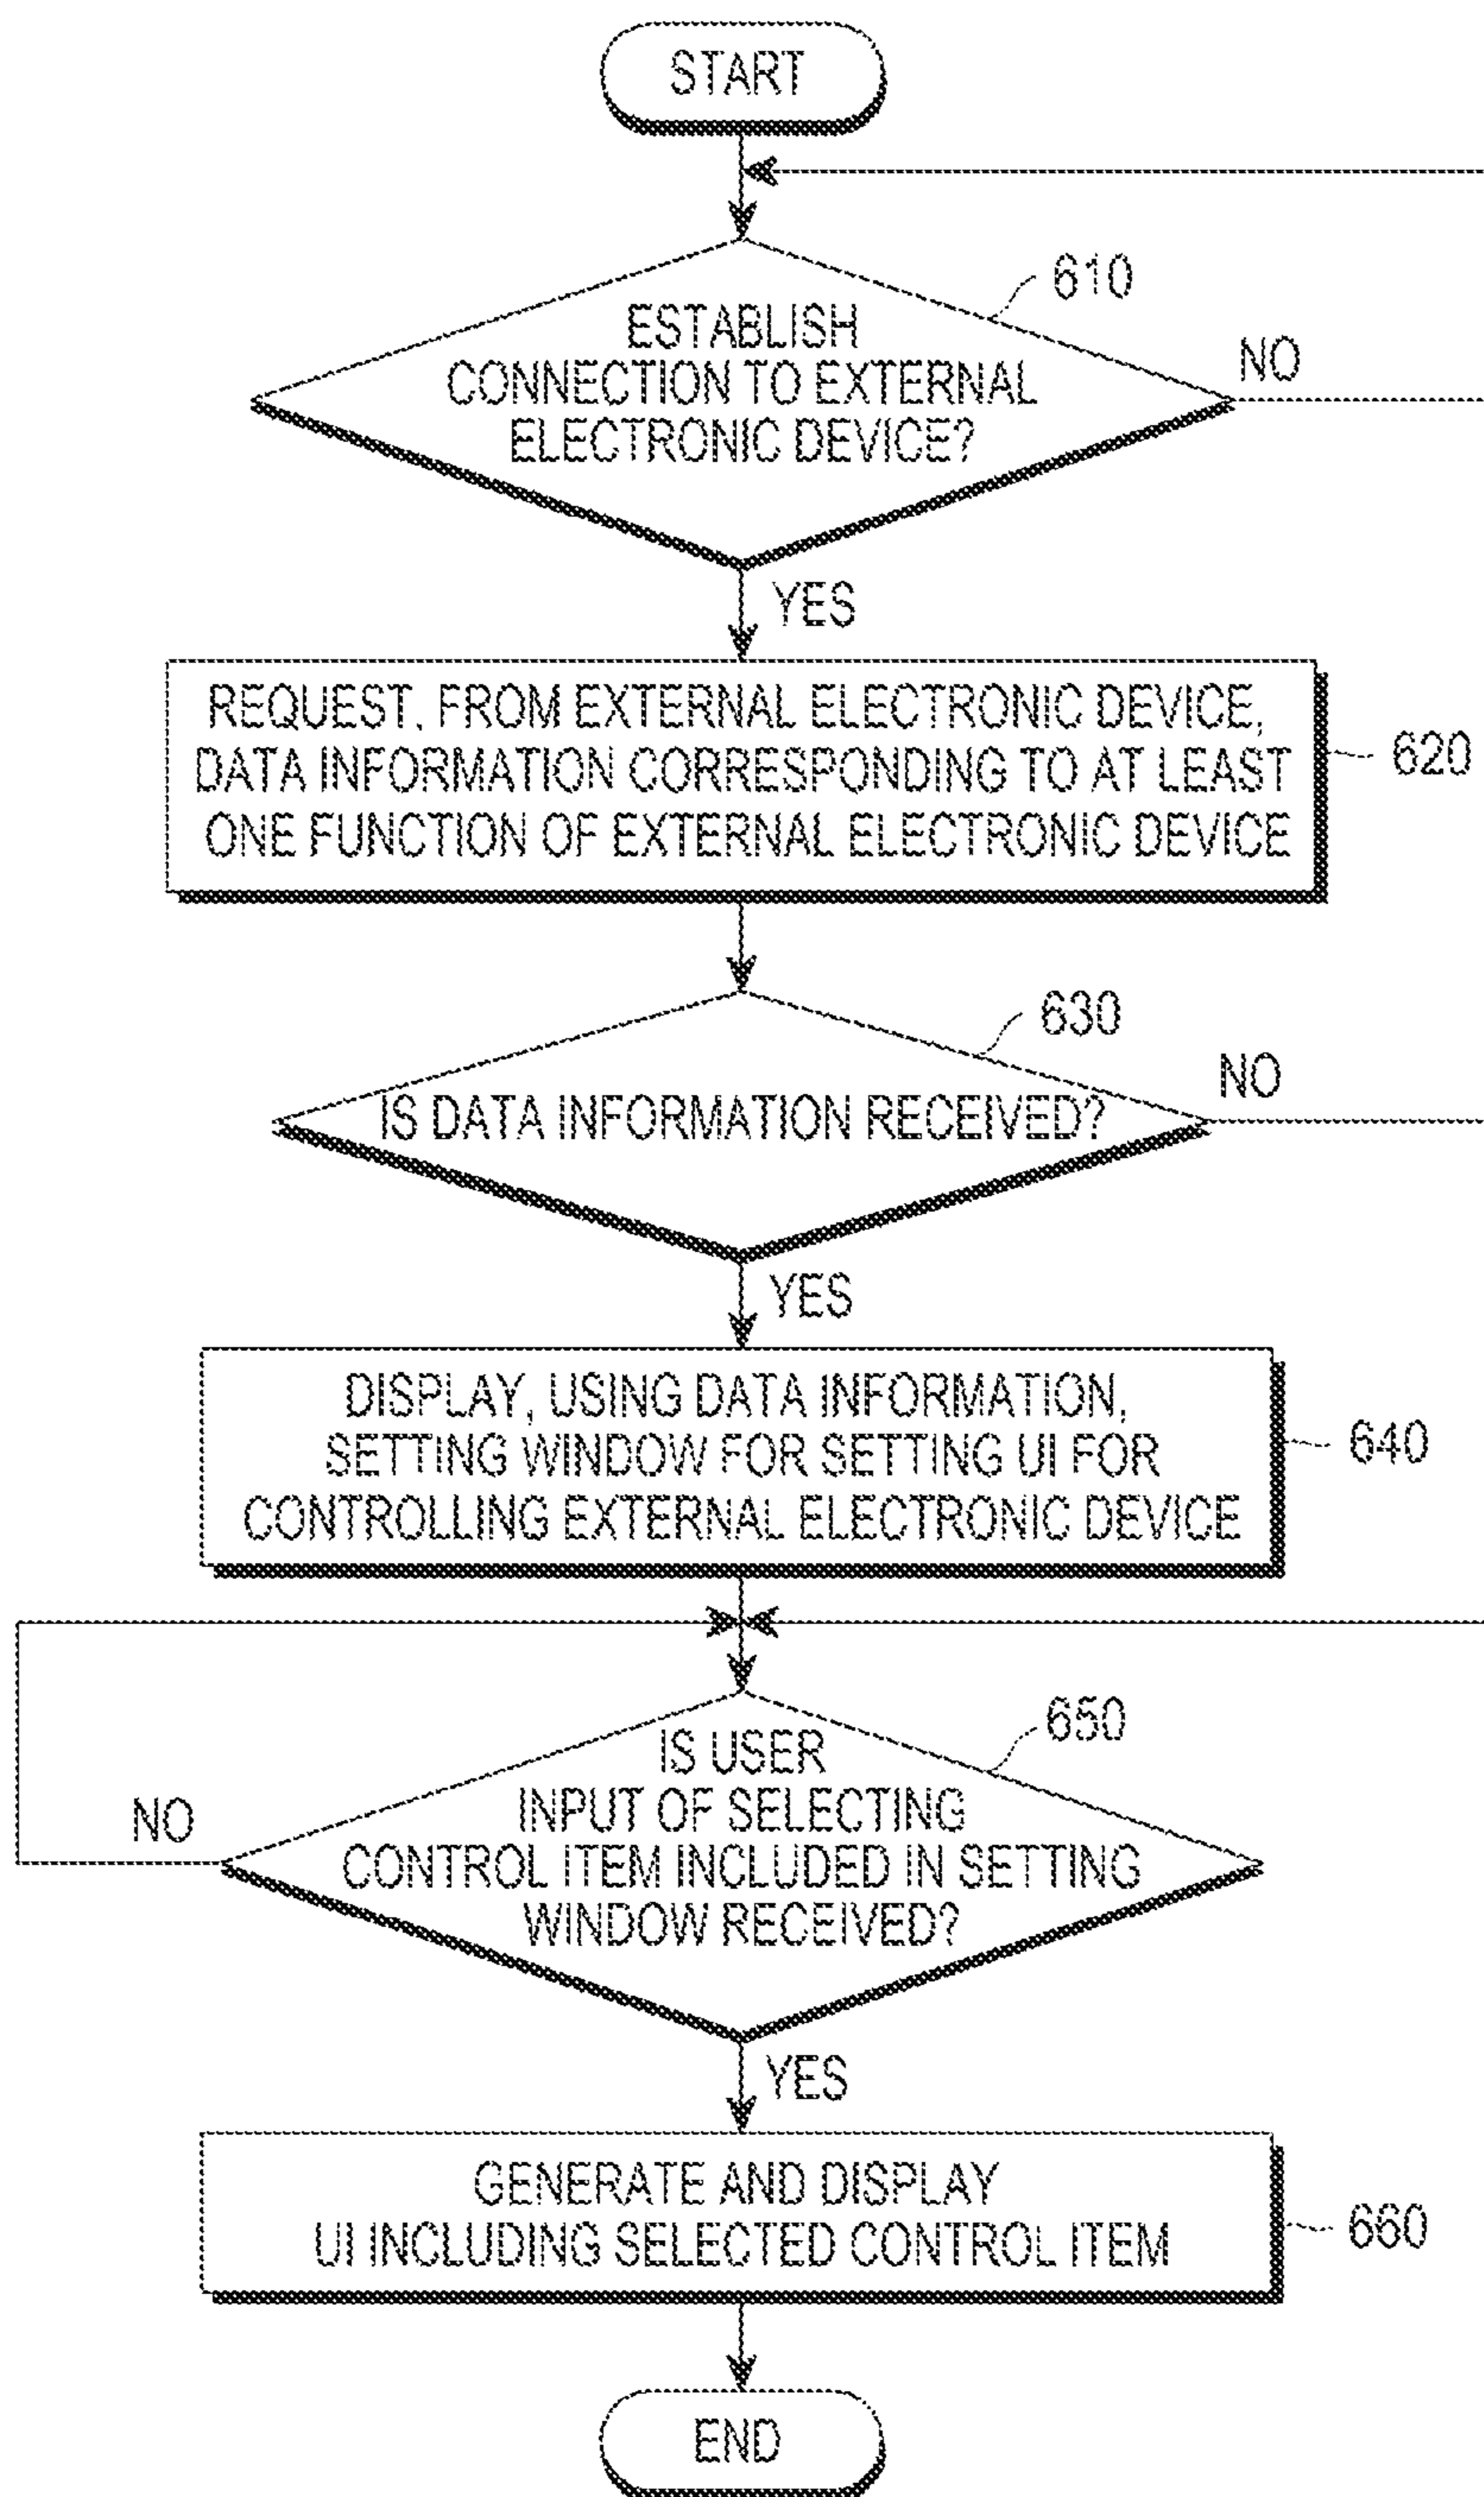 START
610
ESTABLISH
CONNECTION TO EXTERNAL
ELECTRONIC DEVICE?
NO
YES
REQUEST, FROM EXTERNAL ELECTRONIC DEVICE,
DATA INFORMATION CORRESPONDING TO AT LEAST
ONE FUNCTION OF EXTERNAL ELECTRONIC DEVICE
620
630
IS DATA INFORMATION RECEIVED?
NO
YES
DISPLAY, USING DATA INFORMATION,
SETTING WINDOW FOR SETTING UI FOR
CONTROLLING EXTERNAL ELECTRONIC DEVICE
640
650
IS USER
INPUT OF SELECTING
CONTROL ITEM INCLUDED IN SETTING
WINDOW RECEIVED?
NO
YES
GENERATE AND DISPLAY
UI INCLUDING SELECTED CONTROL ITEM
660
END